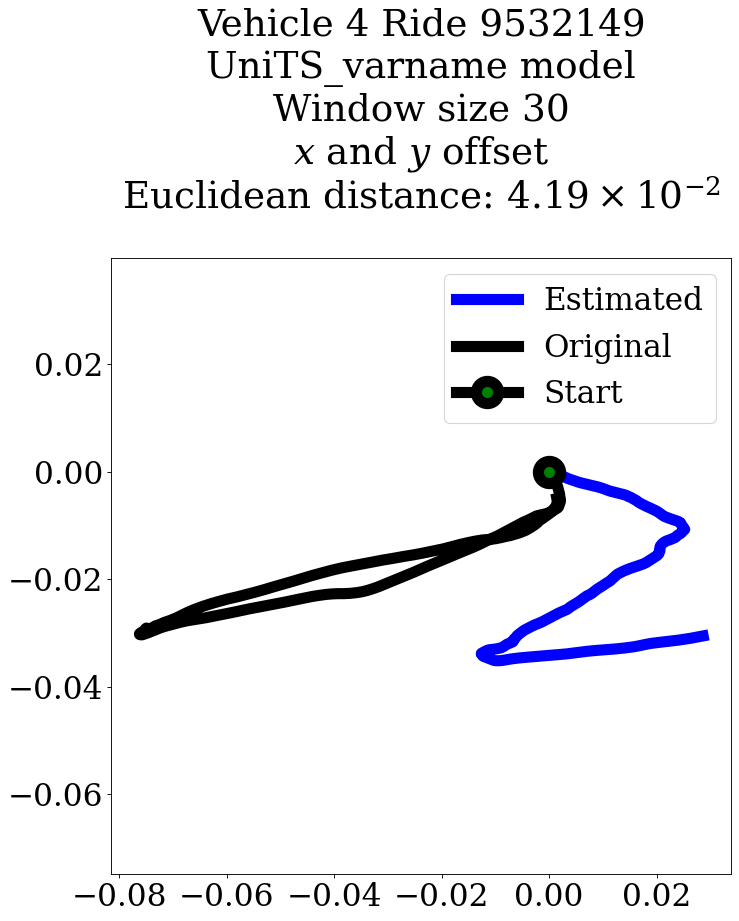 Vehicle 4 Ride 9532149
UniTS_varname model
Window size 30
x and y offset
Euclidean distance: 4.19 × 10⁻²
Estimated
Original
Start
0.02
0.00
−0.02
−0.04
−0.06
−0.08 −0.06 −0.04 −0.02 0.00 0.02